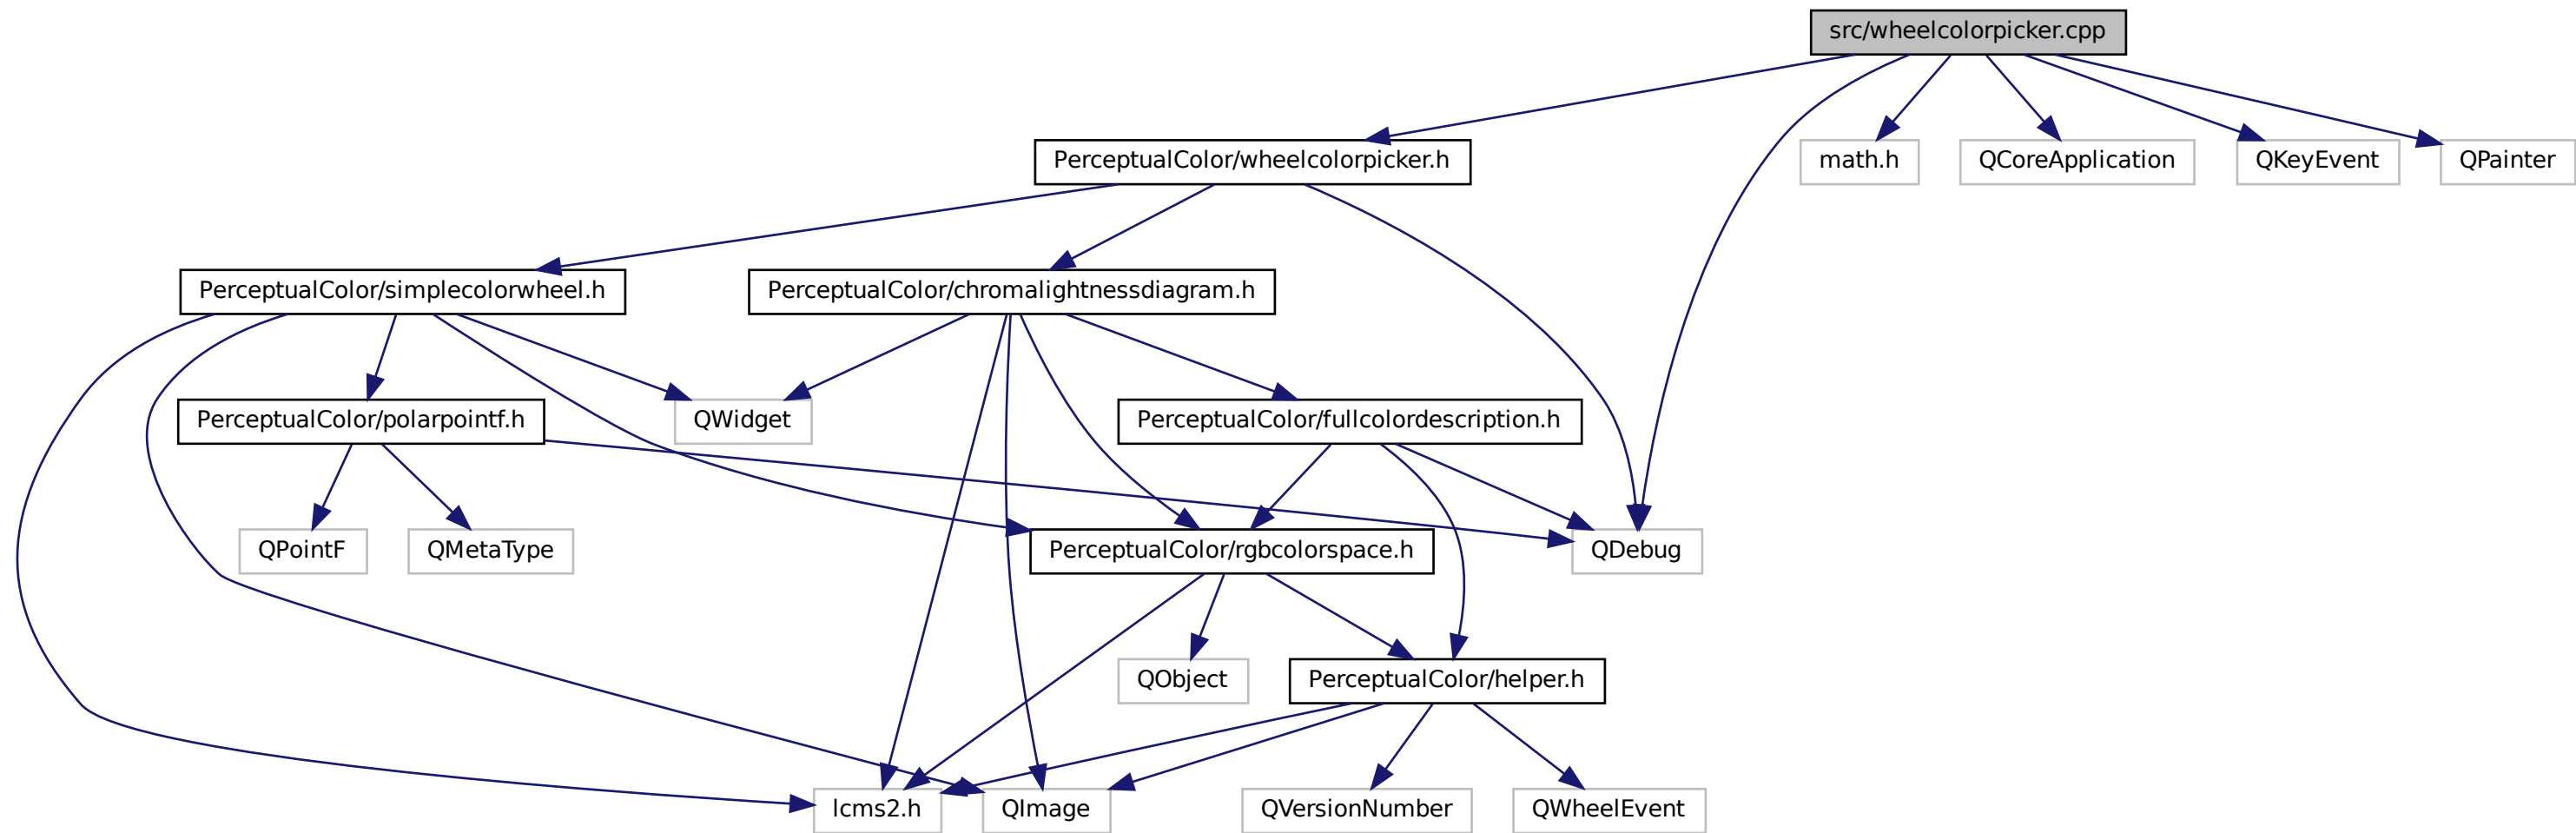 src/wheelcolorpicker.cpp
PerceptualColor/wheelcolorpicker.h
math.h
QCoreApplication
QKeyEvent
QPainter
PerceptualColor/simplecolorwheel.h
PerceptualColor/chromalightnessdiagram.h
PerceptualColor/polarpointf.h
QWidget
PerceptualColor/fullcolordescription.h
QPointF
QMetaType
PerceptualColor/rgbcolorspace.h
QDebug
QObject
PerceptualColor/helper.h
lcms2.h
QImage
QVersionNumber
QWheelEvent